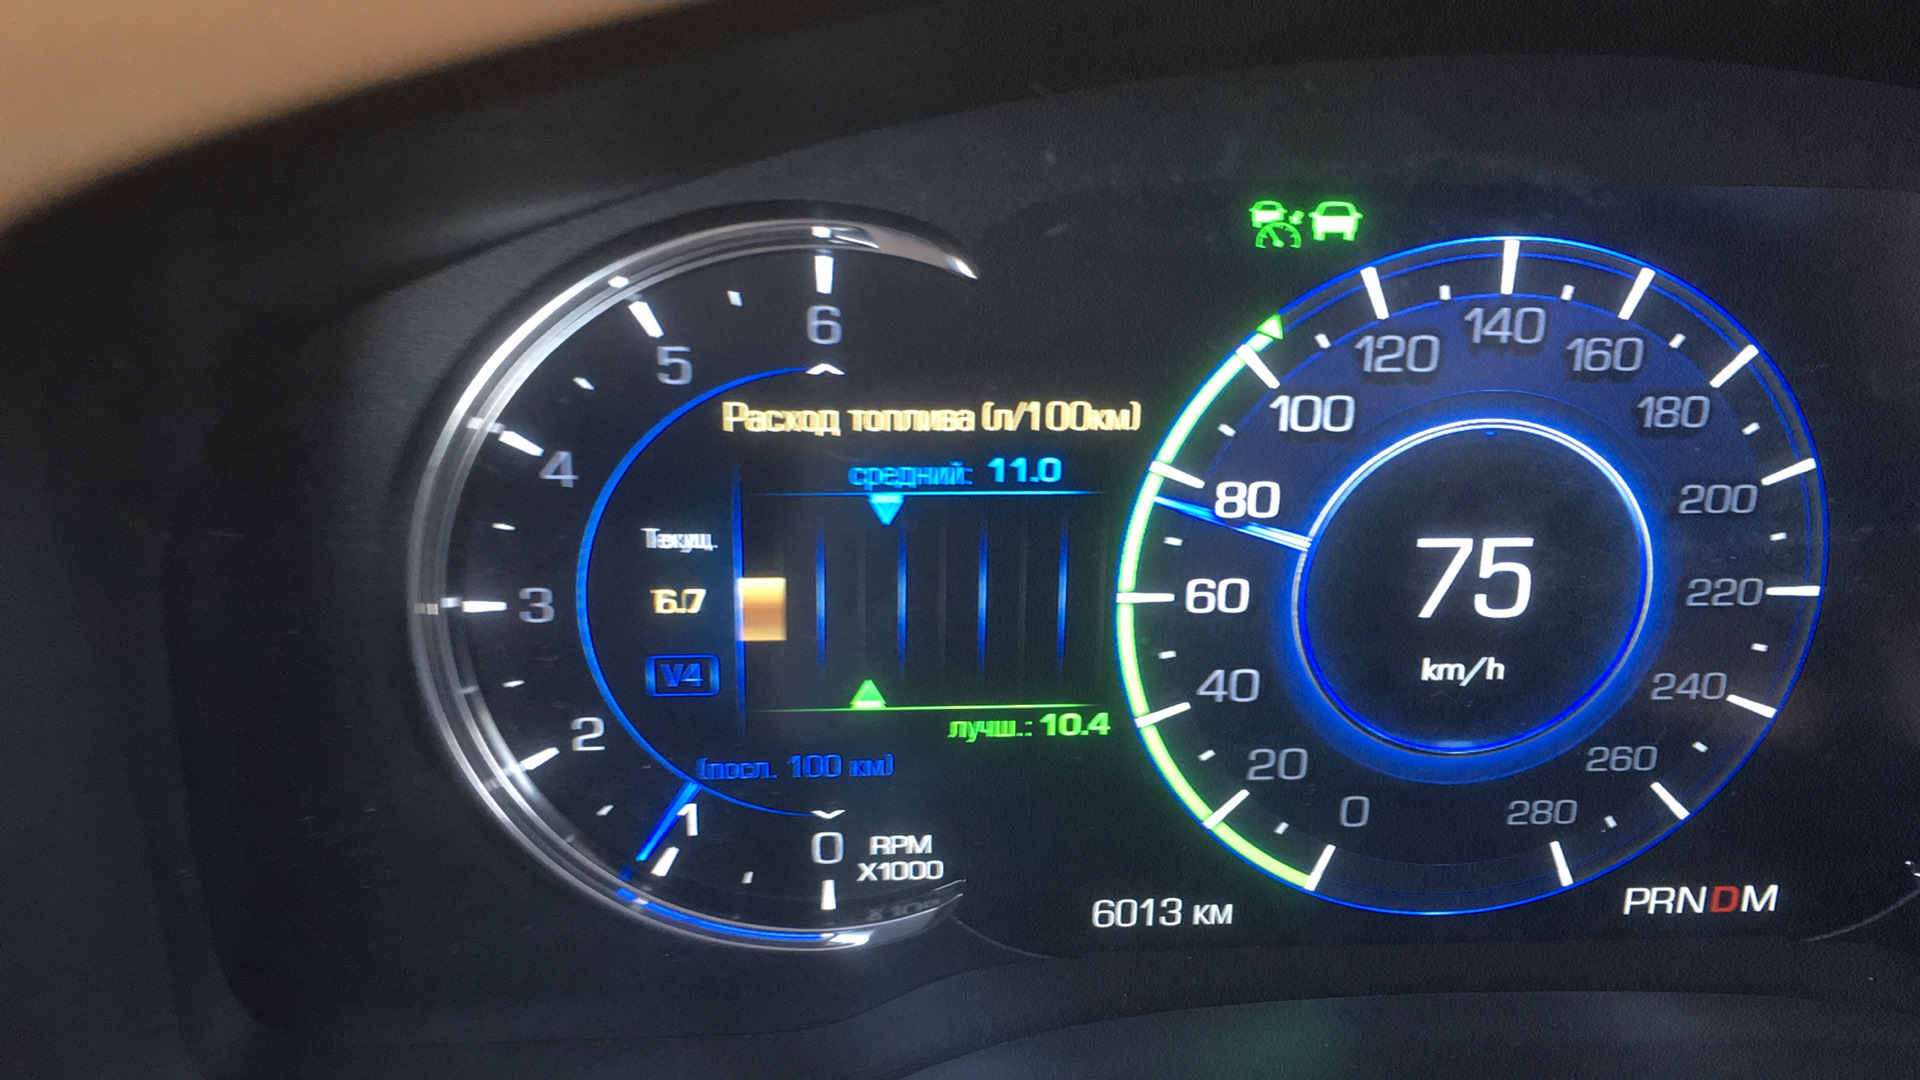 6
5
4
3
2
1
0
RPM
X1000
Расход топлива (л/100км)
средний: 11.0
Текущ.
V4
лучш.: 10.4
(посл. 100 км)
0
20
40
60
80
100
120
140
160
180
200
220
240
260
280
75
km/h
6013 км
PRNDM